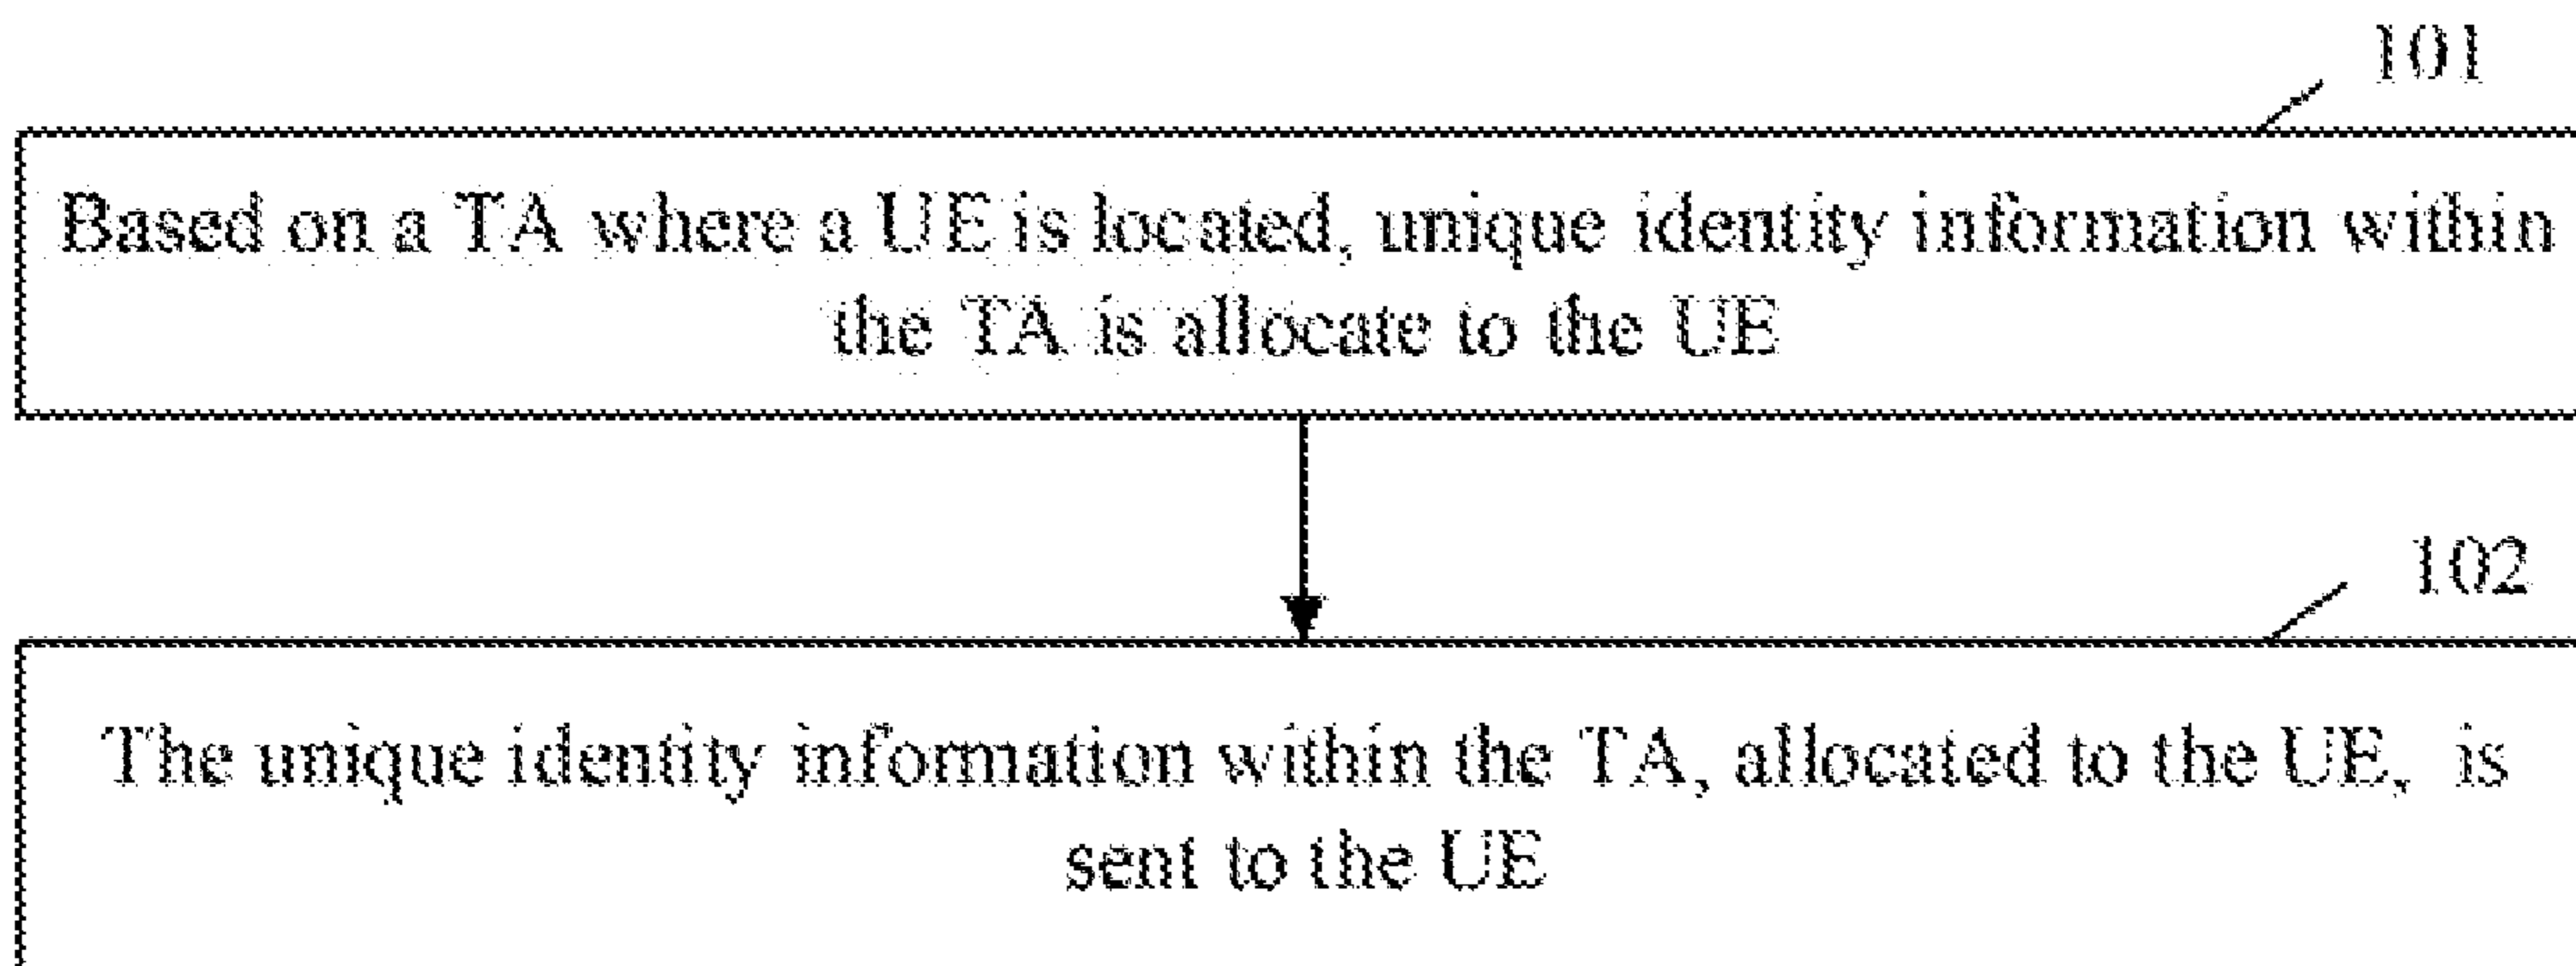 101
Based on a TA where a UE is located, unique identity information within
the TA is allocate to the UE
102
The unique identity information within the TA, allocated to the UE, is
sent to the UE